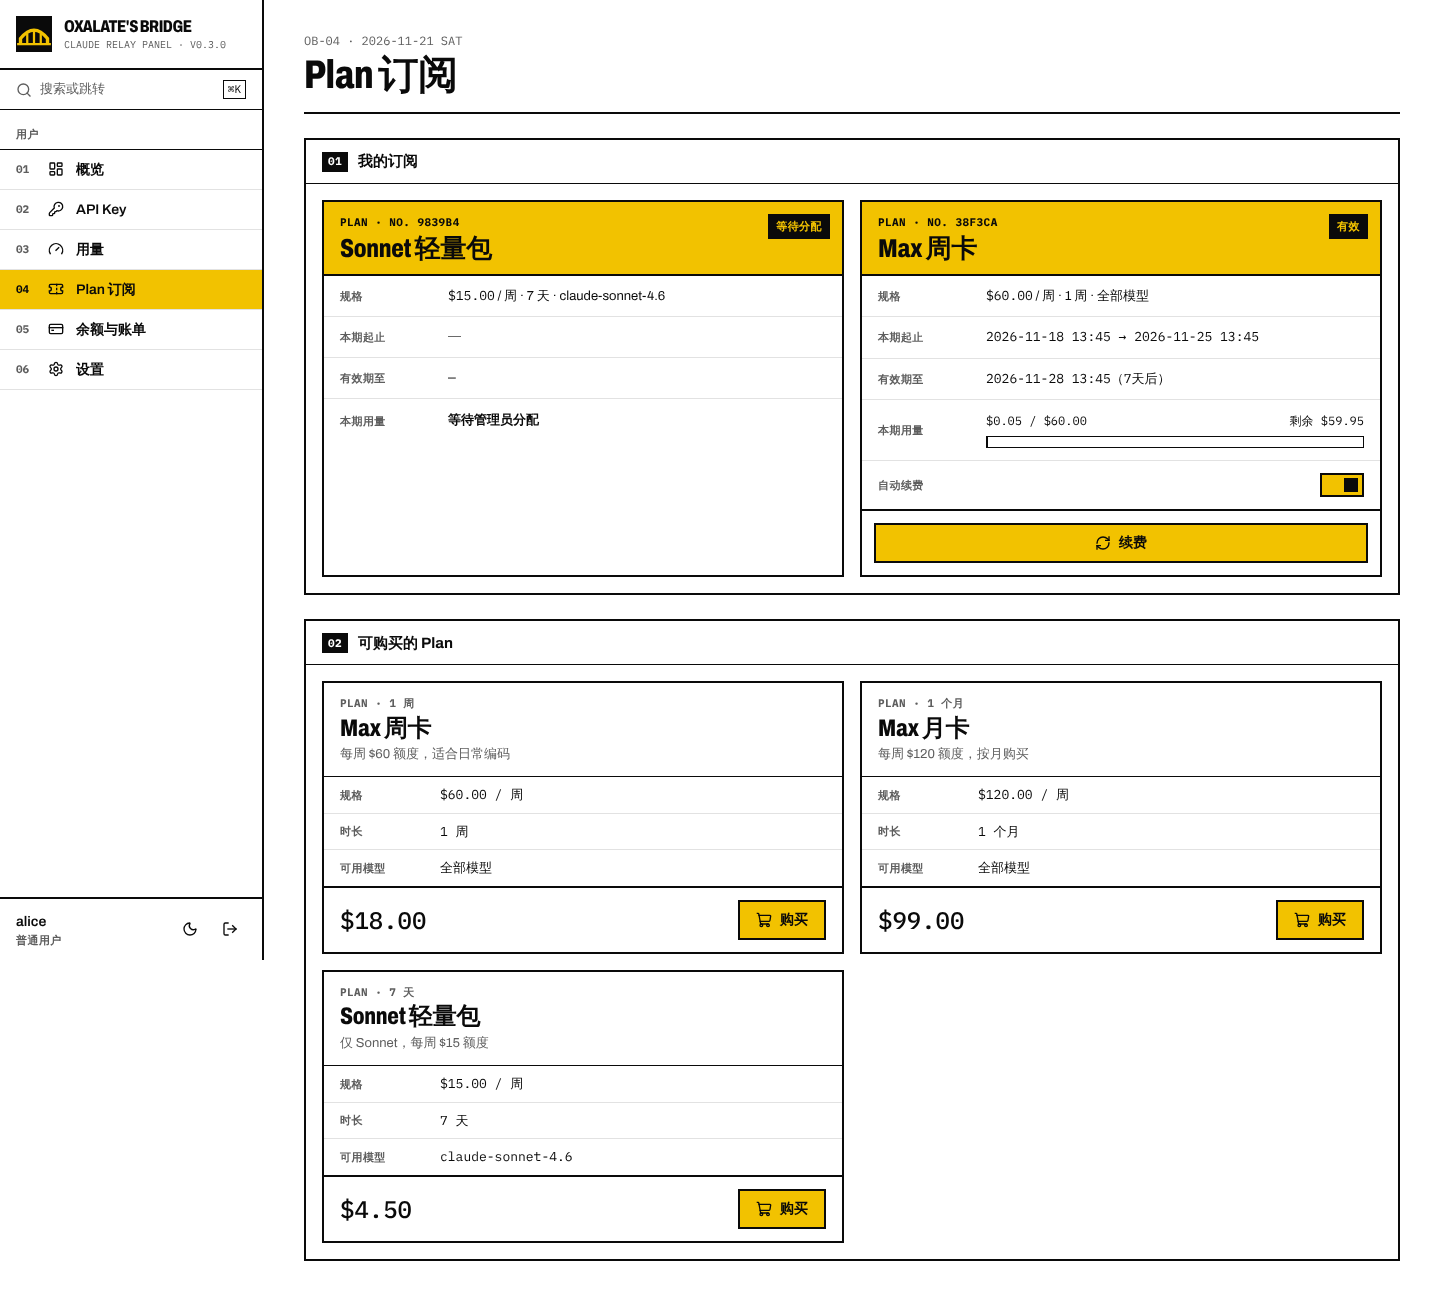 OXALATE'S BRIDGE
CLAUDE RELAY PANEL · V0.3.0
搜索或跳转
⌘K
用户
01 概览
02 API Key
03 用量
04 Plan 订阅
05 余额与账单
06 设置
alice
普通用户
OB-04 · 2026-11-21 SAT
Plan 订阅
01 我的订阅
PLAN · NO. 9839B4
Sonnet 轻量包
等待分配
规格 $15.00 / 周 · 7 天 · claude-sonnet-4.6
本期起止 —
有效期至 —
本期用量 等待管理员分配
PLAN · NO. 38F3CA
Max 周卡
有效
规格 $60.00 / 周 · 1 周 · 全部模型
本期起止 2026-11-18 13:45 → 2026-11-25 13:45
有效期至 2026-11-28 13:45（7天后）
本期用量 $0.05 / $60.00 剩余 $59.95
自动续费
续费
02 可购买的 Plan
PLAN · 1 周
Max 周卡
每周 $60 额度，适合日常编码
规格 $60.00 / 周
时长 1 周
可用模型 全部模型
$18.00 购买
PLAN · 1 个月
Max 月卡
每周 $120 额度，按月购买
规格 $120.00 / 周
时长 1 个月
可用模型 全部模型
$99.00 购买
PLAN · 7 天
Sonnet 轻量包
仅 Sonnet，每周 $15 额度
规格 $15.00 / 周
时长 7 天
可用模型 claude-sonnet-4.6
$4.50 购买